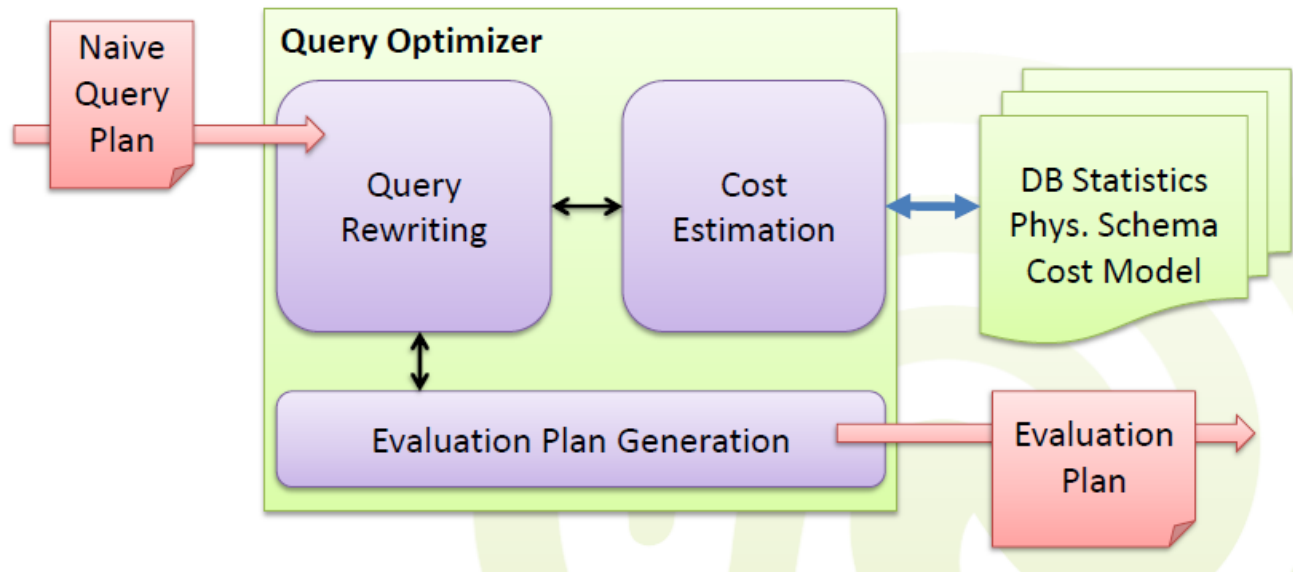 Naive
Query
Plan
Query Optimizer
Query
Rewriting
Cost
Estimation
DB Statistics
Phys. Schema
Cost Model
Evaluation Plan Generation
Evaluation
Plan